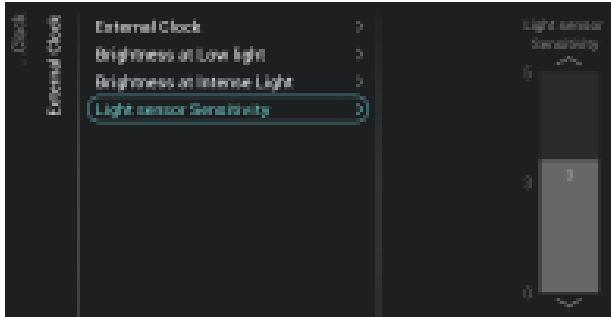 .. Clock
External Clock
External Clock
Brightness at Low light
Brightness at Intense Light
Light sensor Sensitivity
Light sensor
Sensitivity
3
3
0